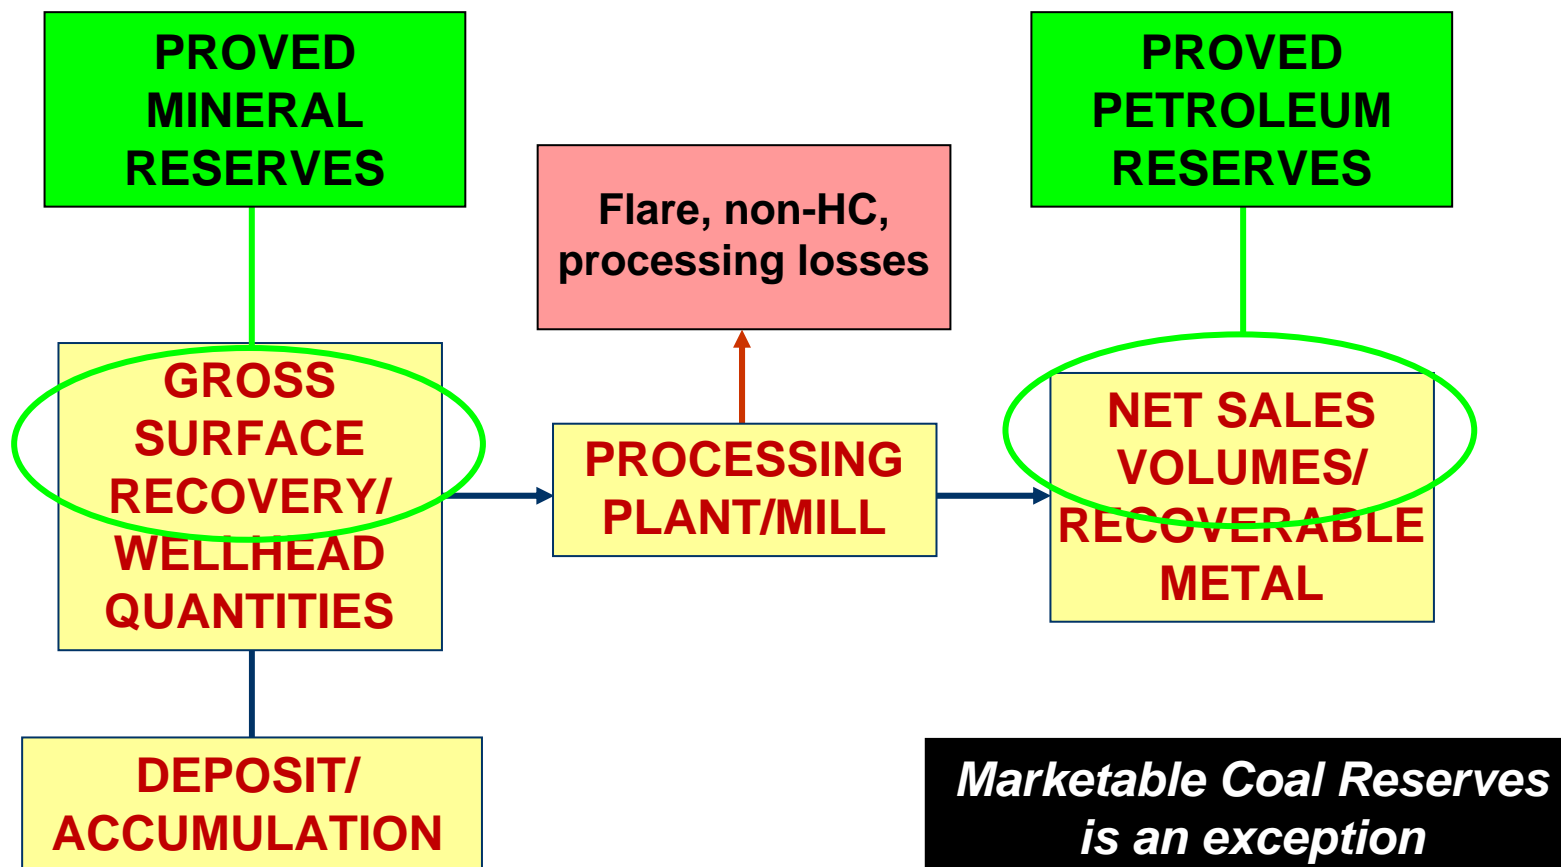 PROVED
MINERAL
RESERVES
PROVED
PETROLEUM
RESERVES
Flare, non-HC,
processing losses
GROSS
SURFACE
RECOVERY/
WELLHEAD
QUANTITIES
PROCESSING
PLANT/MILL
NET SALES
VOLUMES/
RECOVERABLE
METAL
DEPOSIT/
ACCUMULATION
Marketable Coal Reserves
is an exception